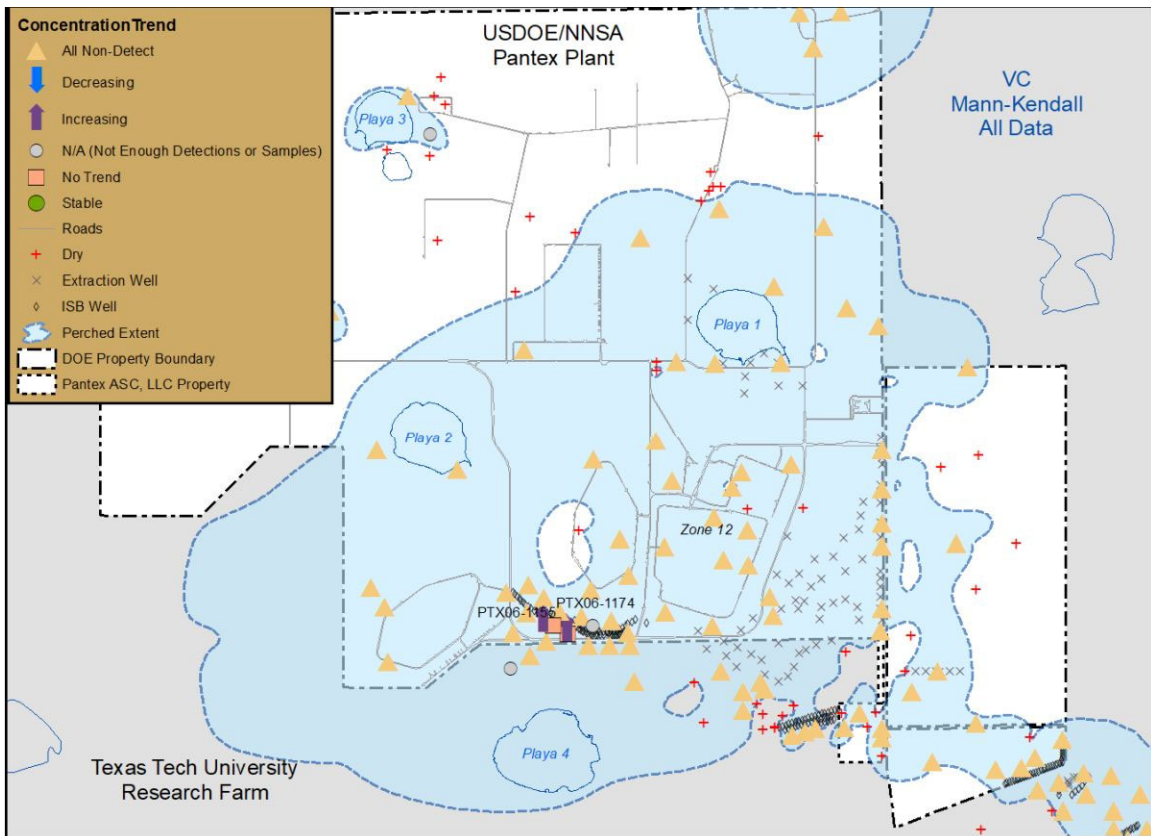 Concentration Trend
All Non-Detect
Decreasing
Increasing
N/A (Not Enough Detections or Samples)
No Trend
Stable
Roads
Dry
Extraction Well
ISB Well
Perched Extent
DOE Property Boundary
Pantex ASC, LLC Property
USDOE/NNSA
Pantex Plant
VC
Mann-Kendall
All Data
Playa 3
Playa 1
Playa 2
Zone 12
PTX06-1155
PTX06-1174
Playa 4
Texas Tech University
Research Farm